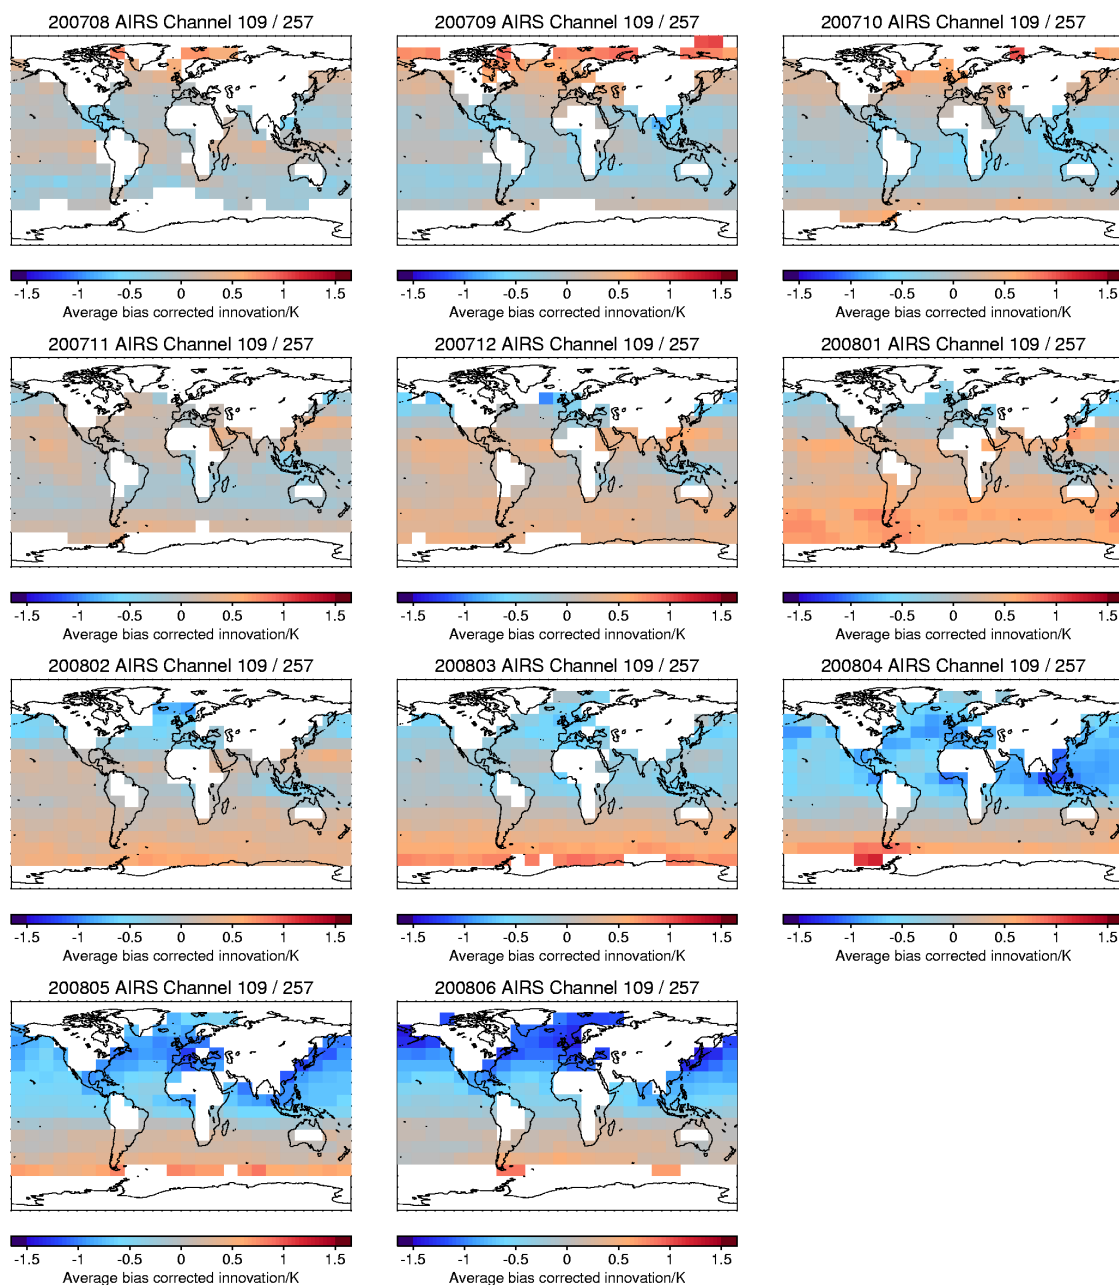 200708 AIRS Channel 109 / 257
200709 AIRS Channel 109 / 257
200710 AIRS Channel 109 / 257
-1.5 -1 -0.5 0 0.5 1 1.5
-1.5 -1 -0.5 0 0.5 1 1.5
-1.5 -1 -0.5 0 0.5 1 1.5
Average bias corrected innovation/K
Average bias corrected innovation/K
Average bias corrected innovation/K
200711 AIRS Channel 109 / 257
200712 AIRS Channel 109 / 257
200801 AIRS Channel 109 / 257
-1.5 -1 -0.5 0 0.5 1 1.5
-1.5 -1 -0.5 0 0.5 1 1.5
-1.5 -1 -0.5 0 0.5 1 1.5
Average bias corrected innovation/K
Average bias corrected innovation/K
Average bias corrected innovation/K
200802 AIRS Channel 109 / 257
200803 AIRS Channel 109 / 257
200804 AIRS Channel 109 / 257
-1.5 -1 -0.5 0 0.5 1 1.5
-1.5 -1 -0.5 0 0.5 1 1.5
-1.5 -1 -0.5 0 0.5 1 1.5
Average bias corrected innovation/K
Average bias corrected innovation/K
Average bias corrected innovation/K
200805 AIRS Channel 109 / 257
200806 AIRS Channel 109 / 257
-1.5 -1 -0.5 0 0.5 1 1.5
-1.5 -1 -0.5 0 0.5 1 1.5
Average bias corrected innovation/K
Average bias corrected innovation/K